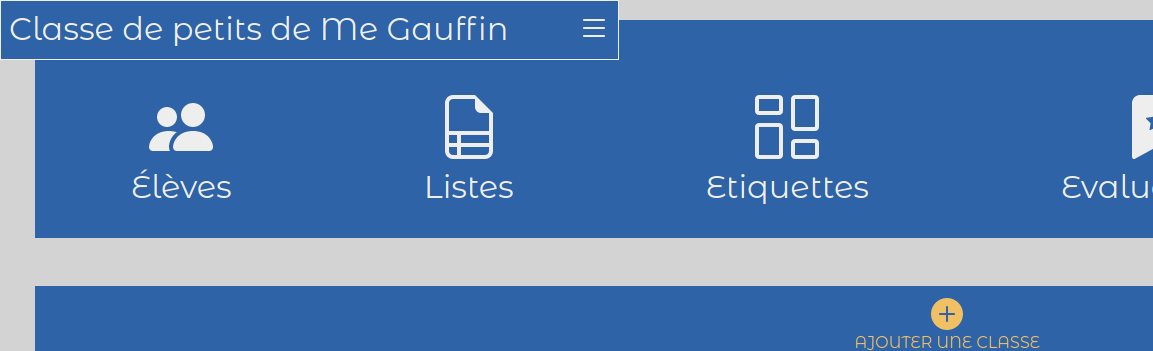 Classe de petits de Me Gauffin
Élèves Listes Etiquettes
AJOUTER UNE CLASSE